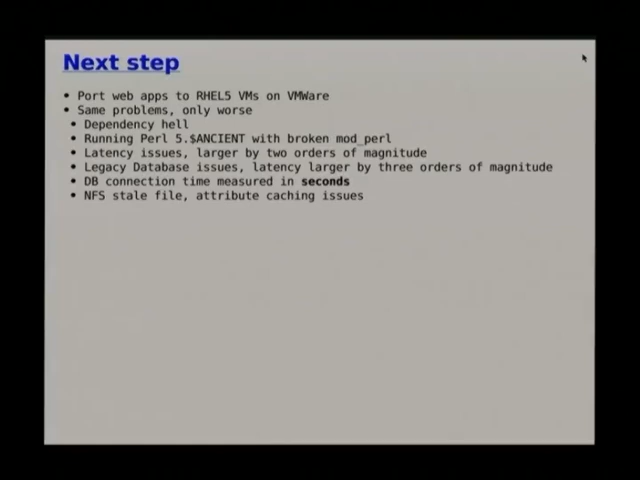 Next step
• Port web apps to RHEL5 VMs on VMWare
• Same problems, only worse
• Dependency hell
• Running Perl 5.$ANCIENT with broken mod_perl
• Latency issues, larger by two orders of magnitude
• Legacy Database issues, latency larger by three orders of magnitude
• DB connection time measured in seconds
• NFS stale file, attribute caching issues